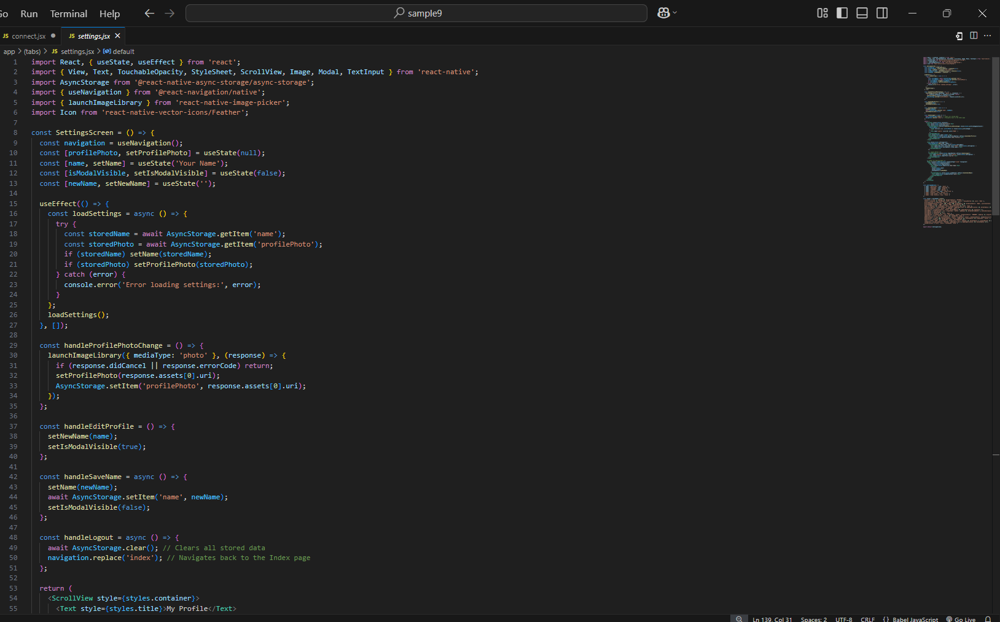 Go Run Terminal Help sample9
JS connect.jsx JS settings.jsx
app > (tabs) > JS settings.jsx > default
1 import React, { useState, useEffect } from 'react';
2 import { View, Text, TouchableOpacity, StyleSheet, ScrollView, Image, Modal, TextInput } from 'react-native';
3 import AsyncStorage from '@react-native-async-storage/async-storage';
4 import { useNavigation } from '@react-navigation/native';
5 import { launchImageLibrary } from 'react-native-image-picker';
6 import Icon from 'react-native-vector-icons/Feather';
7
8 const SettingsScreen = () => {
9 const navigation = useNavigation();
10 const [profilePhoto, setProfilePhoto] = useState(null);
11 const [name, setName] = useState('Your Name');
12 const [isModalVisible, setIsModalVisible] = useState(false);
13 const [newName, setNewName] = useState('');
14
15 useEffect(() => {
16 const loadSettings = async () => {
17 try {
18 const storedName = await AsyncStorage.getItem('name');
19 const storedPhoto = await AsyncStorage.getItem('profilePhoto');
20 if (storedName) setName(storedName);
21 if (storedPhoto) setProfilePhoto(storedPhoto);
22 } catch (error) {
23 console.error('Error loading settings:', error);
24 }
25 };
26 loadSettings();
27 }, []);
28
29 const handleProfilePhotoChange = () => {
30 launchImageLibrary({ mediaType: 'photo' }, (response) => {
31 if (response.didCancel || response.errorCode) return;
32 setProfilePhoto(response.assets[0].uri);
33 AsyncStorage.setItem('profilePhoto', response.assets[0].uri);
34 });
35 };
36
37 const handleEditProfile = () => {
38 setNewName(name);
39 setIsModalVisible(true);
40 };
41
42 const handleSaveName = async () => {
43 setName(newName);
44 await AsyncStorage.setItem('name', newName);
45 setIsModalVisible(false);
46 };
47
48 const handleLogout = async () => {
49 await AsyncStorage.clear(); // Clears all stored data
50 navigation.replace('index'); // Navigates back to the Index page
51 };
52
53 return (
54 <ScrollView style={styles.container}>
55 <Text style={styles.title}>My Profile</Text>
Ln 139, Col 31 Spaces: 2 UTF-8 CRLF {} Babel JavaScript Go Live